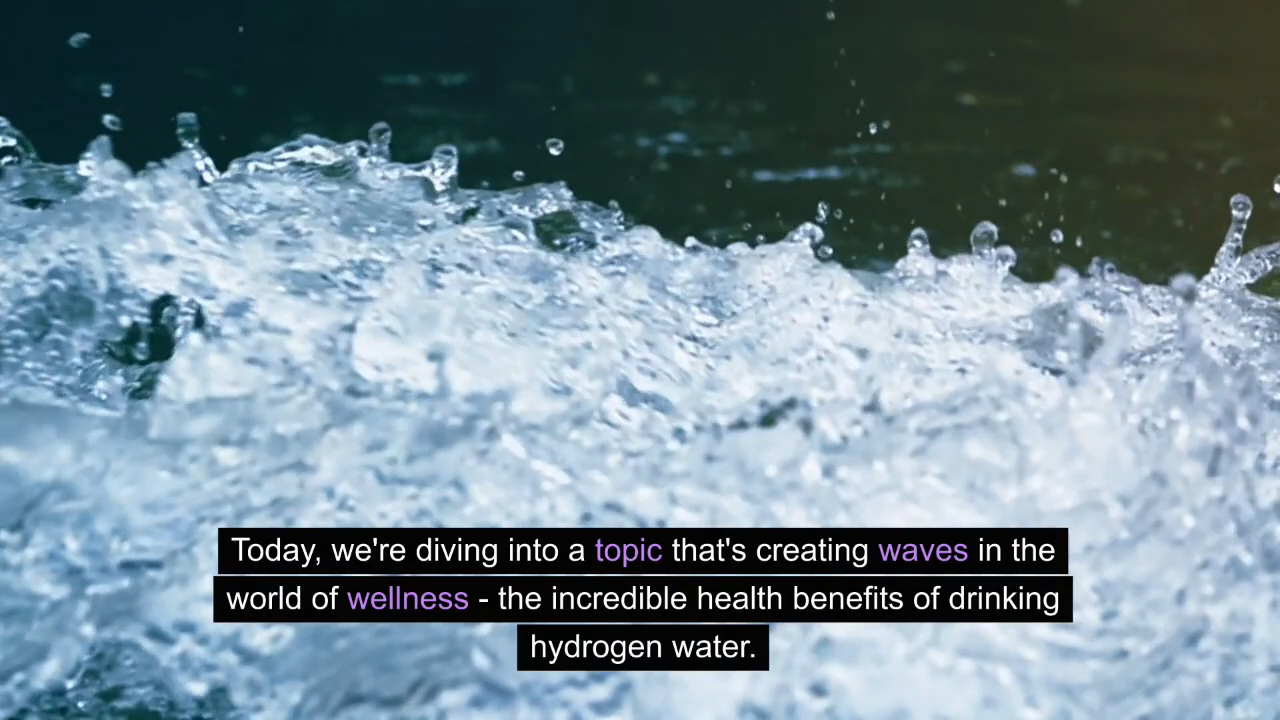 Today, we're diving into a topic that's creating waves in the
world of wellness - the incredible health benefits of drinking
hydrogen water.